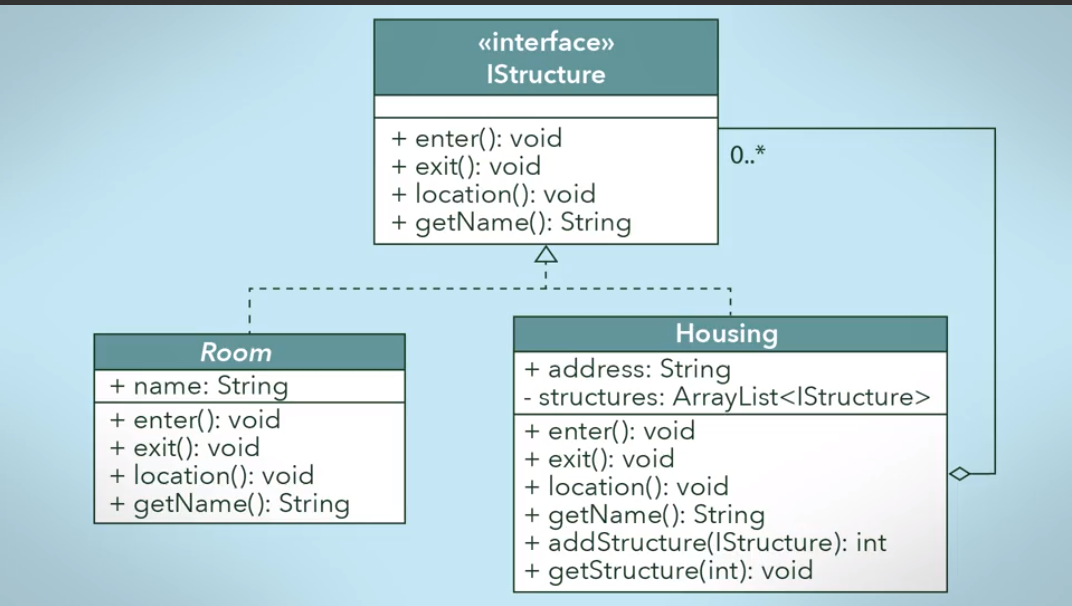 «interface»
IStructure
+ enter(): void
+ exit(): void
+ location(): void
+ getName(): String
0..*
Room
+ name: String
+ enter(): void
+ exit(): void
+ location(): void
+ getName(): String
Housing
+ address: String
- structures: ArrayList<IStructure>
+ enter(): void
+ exit(): void
+ location(): void
+ getName(): String
+ addStructure(IStructure): int
+ getStructure(int): void